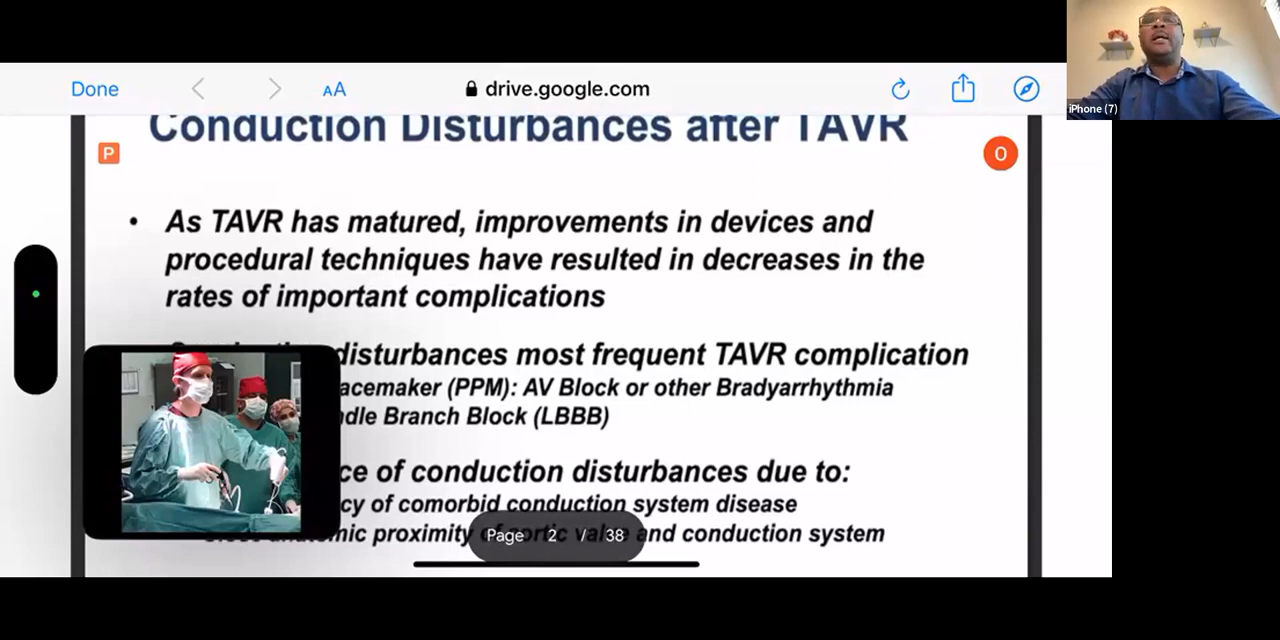 iPhone (7)
Done
AA
drive.google.com
Conduction Disturbances after TAVR
P
O
• As TAVR has matured, improvements in devices and
procedural techniques have resulted in decreases in the
rates of important complications
disturbances most frequent TAVR complication
acemaker (PPM): AV Block or other Bradyarrhythmia
ndle Branch Block (LBBB)
ce of conduction disturbances due to:
cy of comorbid conduction system disease
mic proximity and conduction system
Page 2 / 38